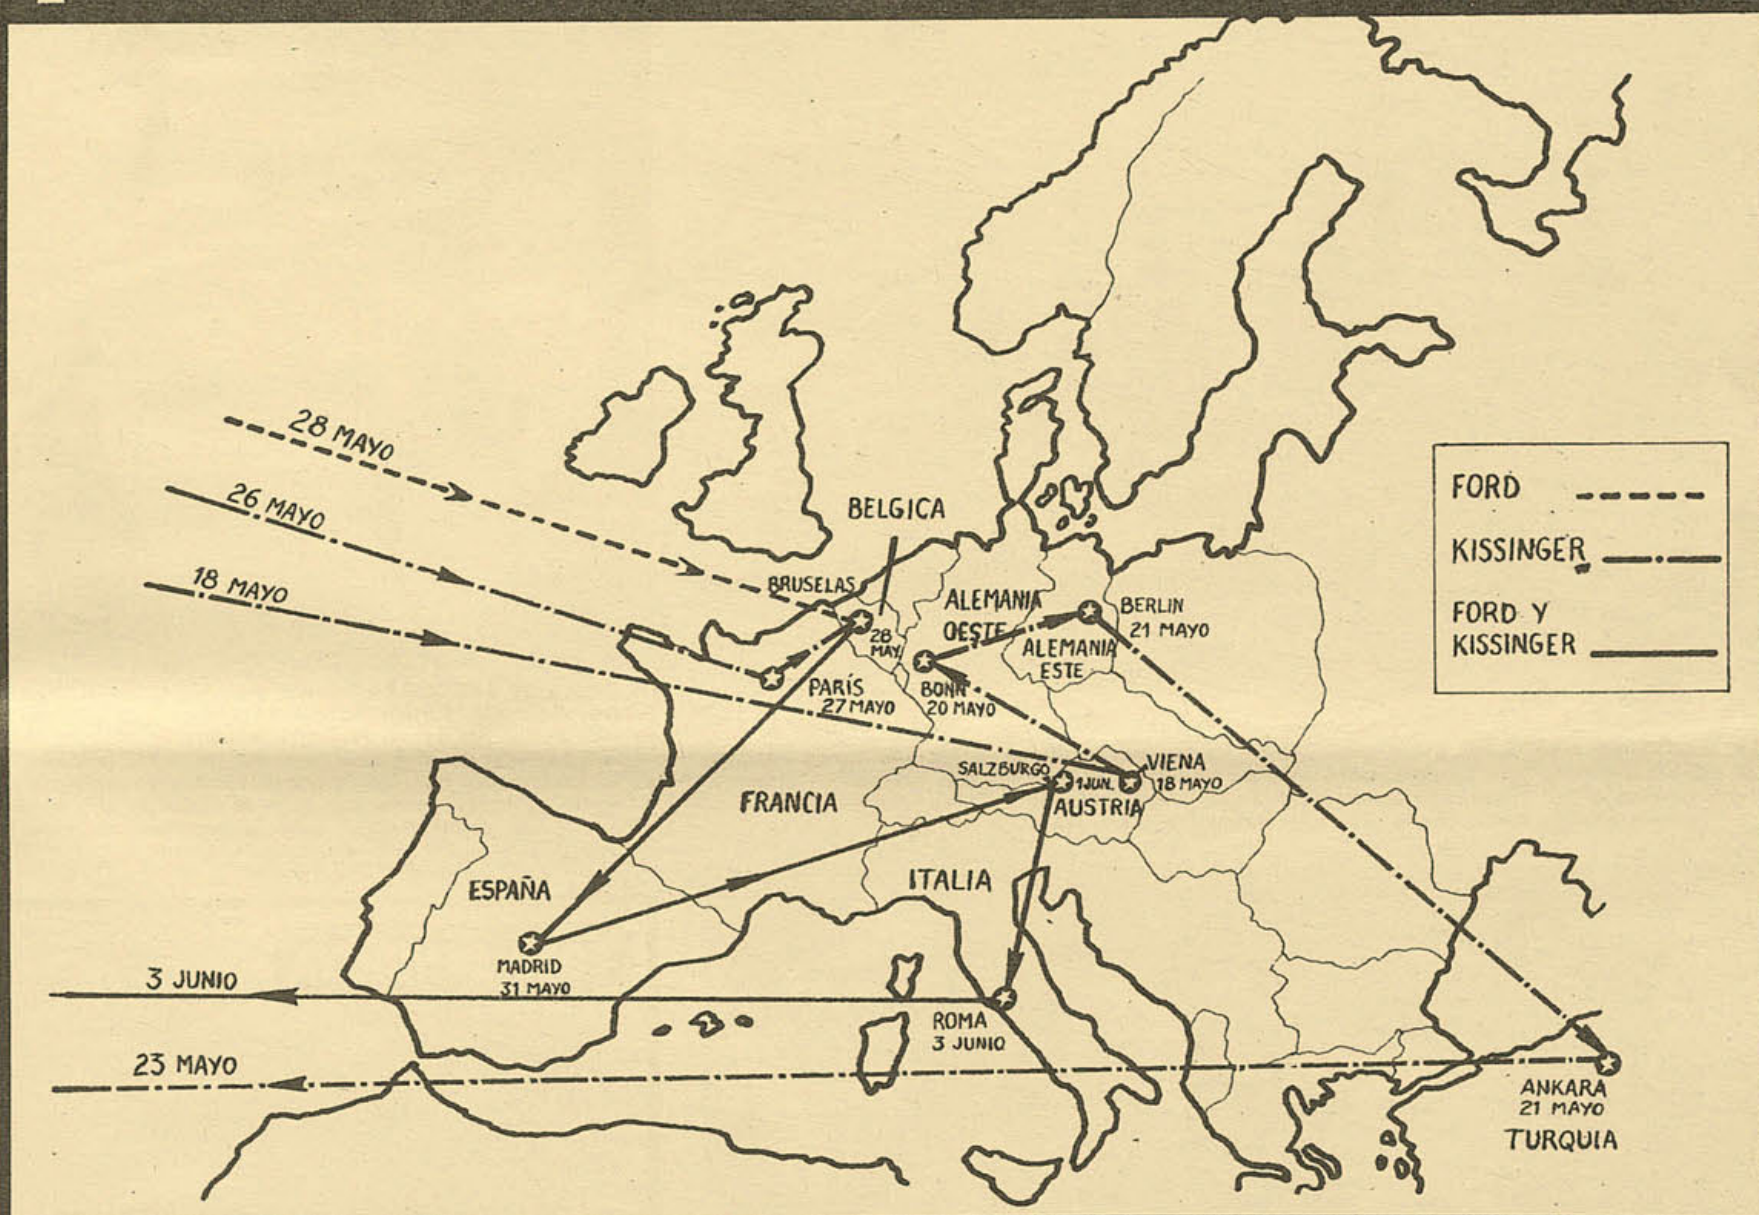 28 MAYO
26 MAYO
18 MAYO
BELGICA
BRUSELAS
28
MAY.
PARÍS
27 MAYO
ALEMANIA
OESTE
BERLIN
21 MAYO
ALEMANIA
ESTE
BONN
20 MAYO
SALZBURGO
1 JUN.
VIENA
18 MAYO
AUSTRIA
FRANCIA
ESPAÑA
ITALIA
MADRID
31 MAYO
3 JUNIO
ROMA
3 JUNIO
23 MAYO
ANKARA
21 MAYO
TURQUIA
FORD
KISSINGER
FORD Y
KISSINGER